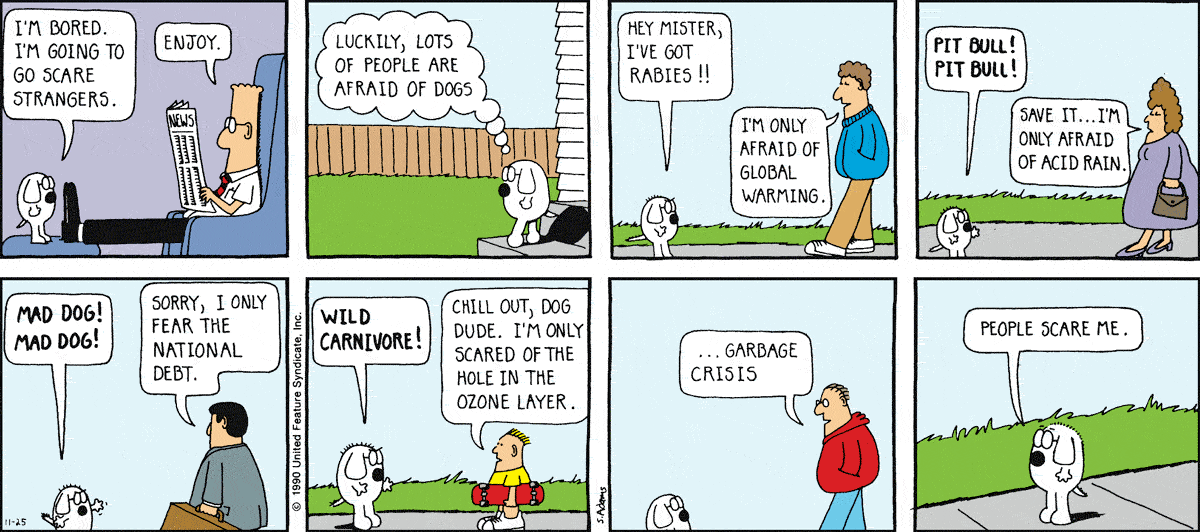 I'M BORED.
I'M GOING TO
GO SCARE
STRANGERS.
ENJOY.
NEWS
LUCKILY, LOTS
OF PEOPLE ARE
AFRAID OF DOGS
HEY MISTER,
I'VE GOT
RABIES !!
I'M ONLY
AFRAID OF
GLOBAL
WARMING.
PIT BULL!
PIT BULL!
SAVE IT...I'M
ONLY AFRAID
OF ACID RAIN.
MAD DOG!
MAD DOG!
SORRY, I ONLY
FEAR THE
NATIONAL
DEBT.
11-25
© 1990 United Feature Syndicate, Inc.
WILD
CARNIVORE!
CHILL OUT, DOG
DUDE. I'M ONLY
SCARED OF THE
HOLE IN THE
OZONE LAYER.
S.Adams
...GARBAGE
CRISIS
PEOPLE SCARE ME.